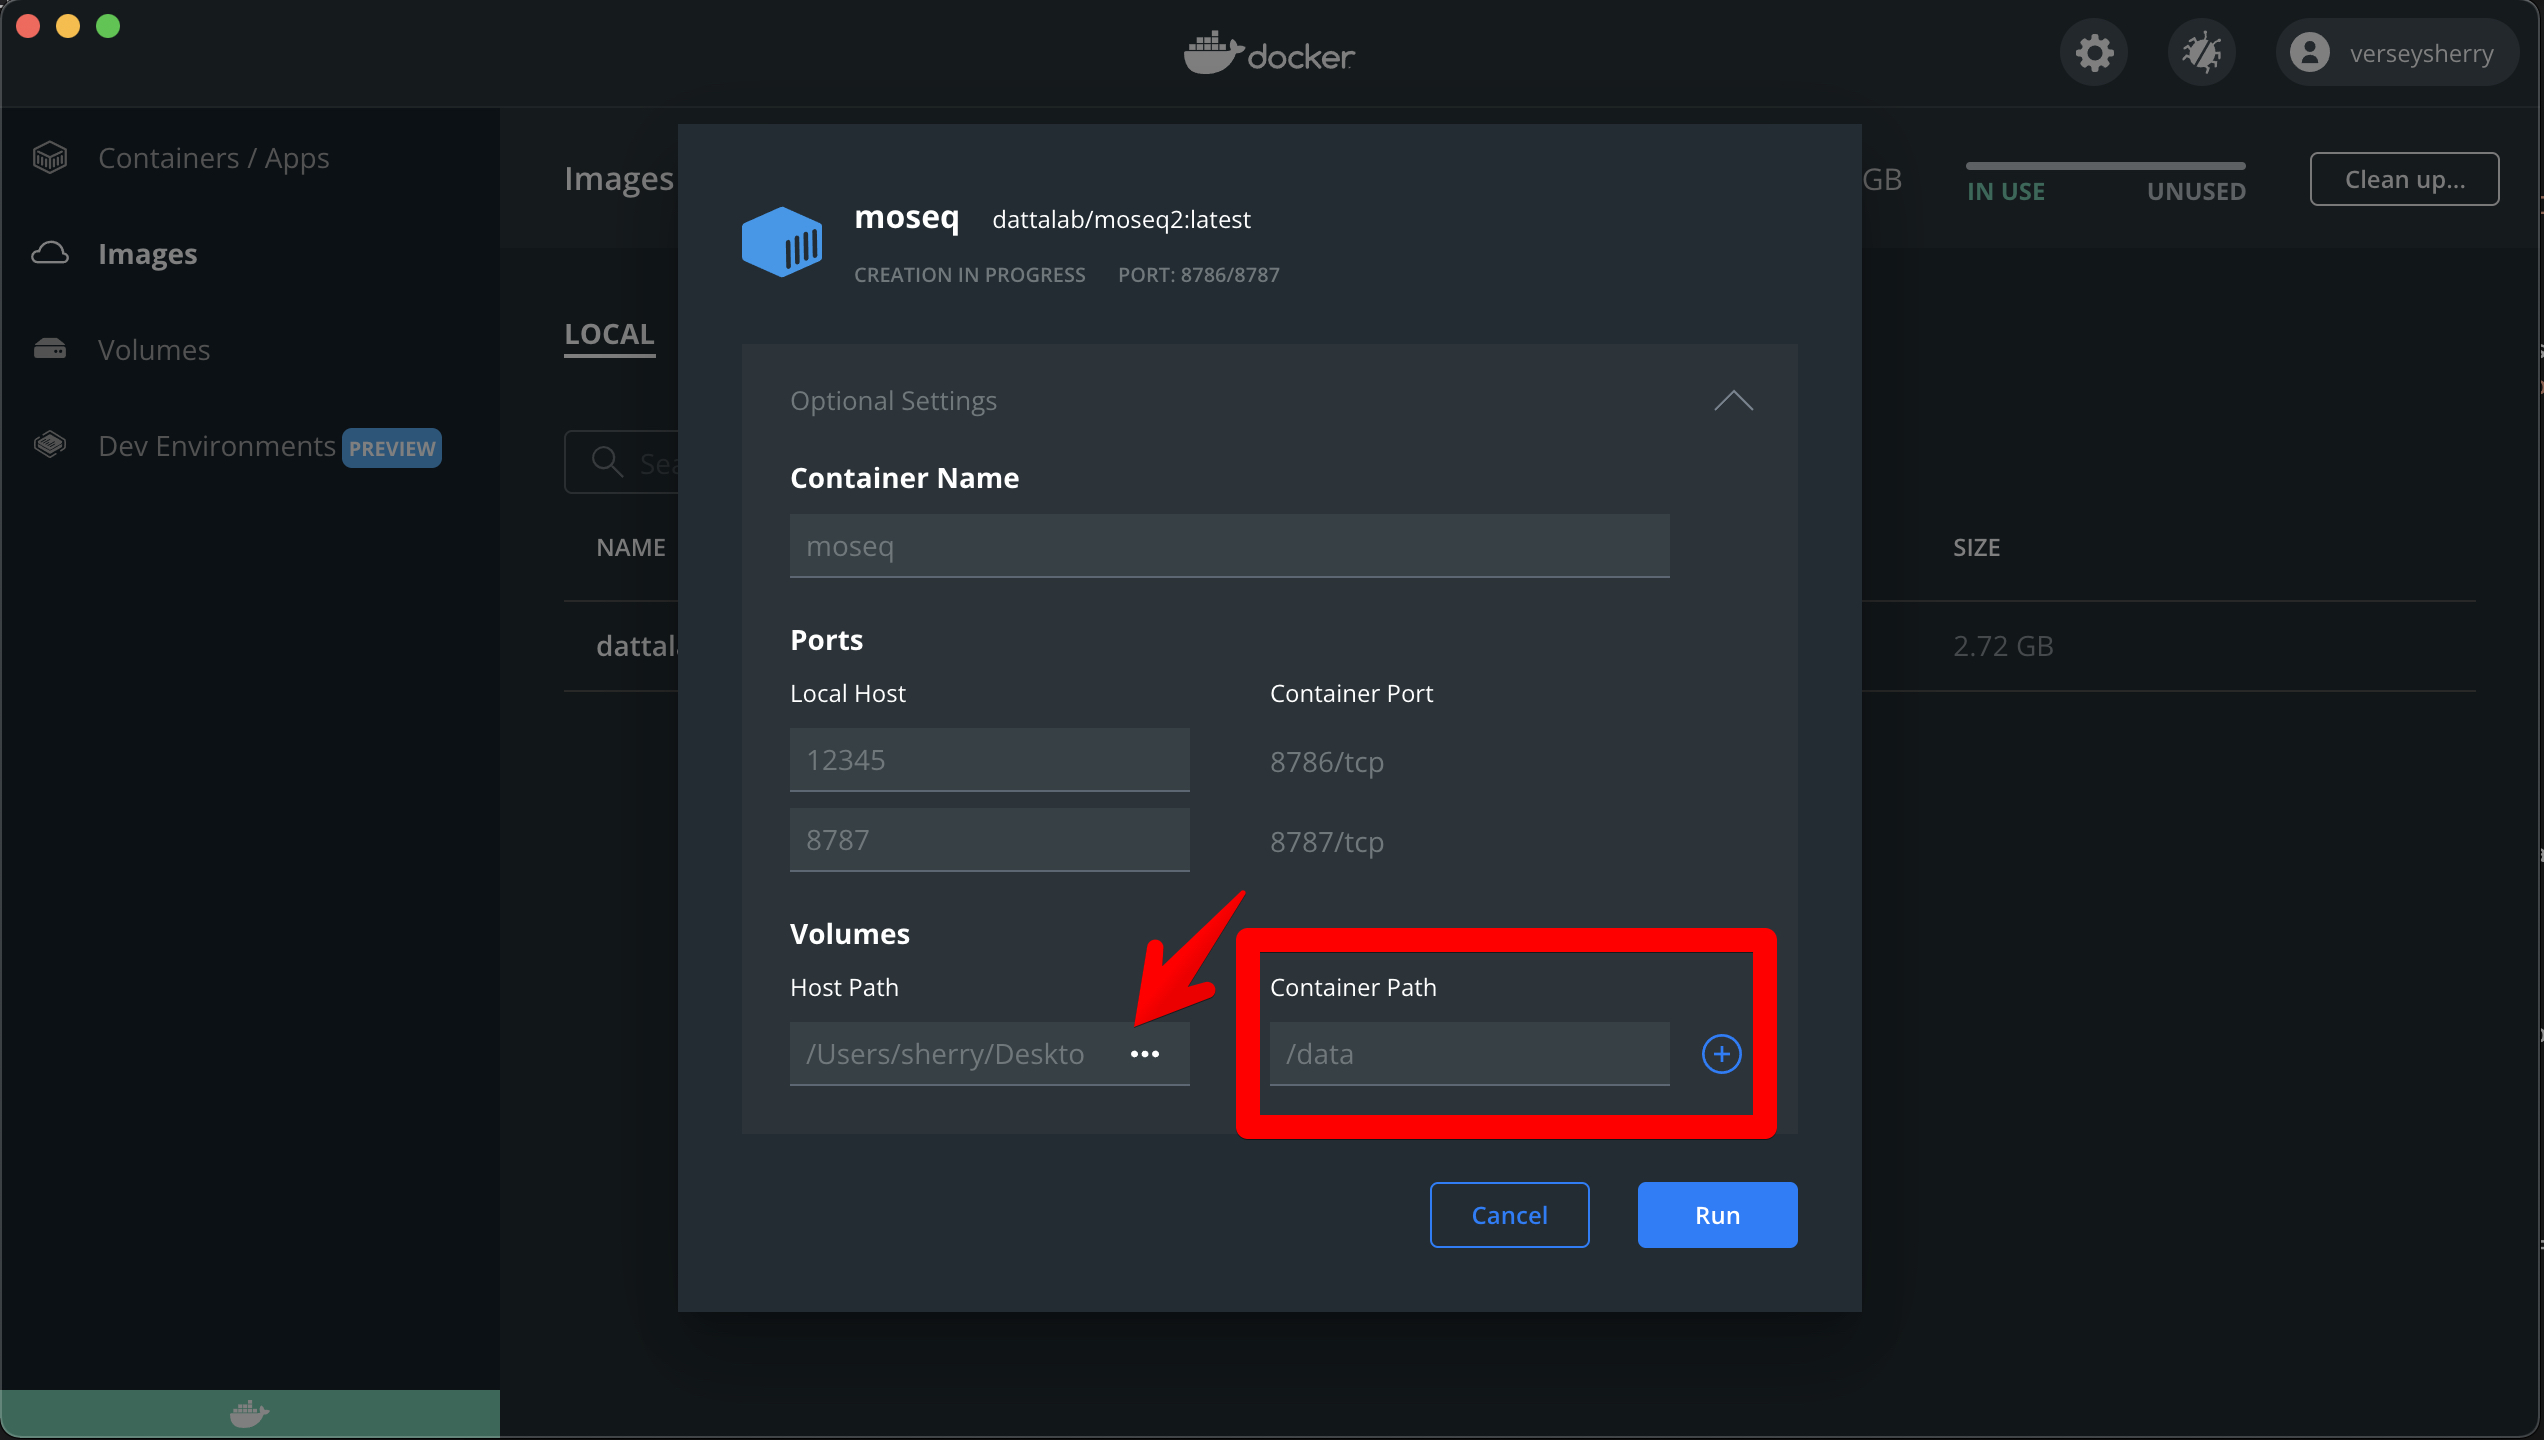 docker
verseysherry
Containers / Apps
Images
Volumes
Dev Environments PREVIEW
Images
GB
IN USE
UNUSED
Clean up...
LOCAL
NAME
SIZE
2.72 GB
moseq dattalab/moseq2:latest
CREATION IN PROGRESS PORT: 8786/8787
Optional Settings
Container Name
moseq
Ports
Local Host Container Port
12345 8786/tcp
8787 8787/tcp
Volumes
Host Path Container Path
/Users/sherry/Deskto ••• /data
Cancel Run